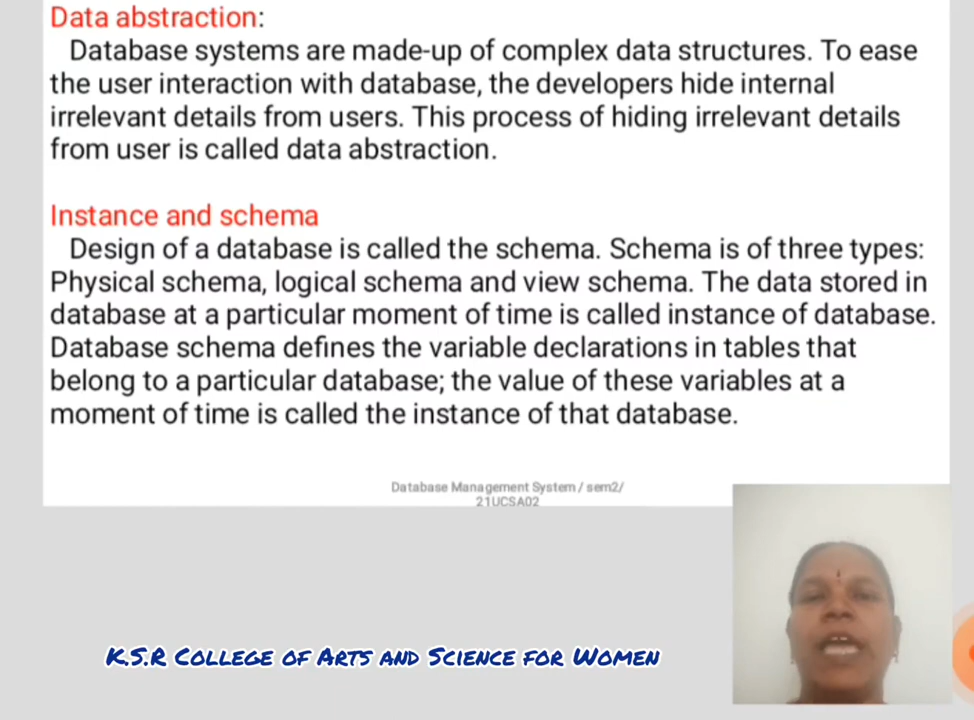 Data abstraction:
Database systems are made-up of complex data structures. To ease
the user interaction with database, the developers hide internal
irrelevant details from users. This process of hiding irrelevant details
from user is called data abstraction.
Instance and schema
Design of a database is called the schema. Schema is of three types:
Physical schema, logical schema and view schema. The data stored in
database at a particular moment of time is called instance of database.
Database schema defines the variable declarations in tables that
belong to a particular database; the value of these variables at a
moment of time is called the instance of that database.
Database Management System / sem2/
21UCSA02
K.S.R College of Arts and Science for Women